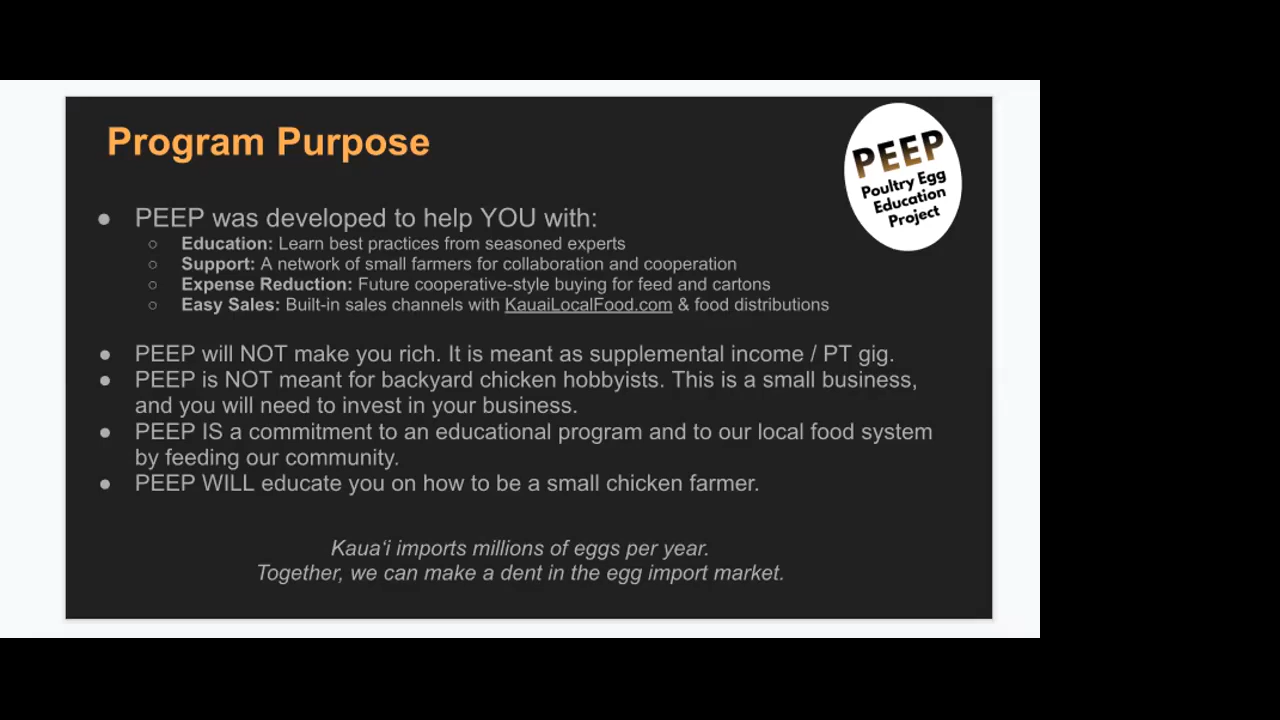 Program Purpose
PEEP
Poultry Egg
Education
Project
● PEEP was developed to help YOU with:
○ Education: Learn best practices from seasoned experts
○ Support: A network of small farmers for collaboration and cooperation
○ Expense Reduction: Future cooperative-style buying for feed and cartons
○ Easy Sales: Built-in sales channels with KauaiLocalFood.com & food distributions
● PEEP will NOT make you rich. It is meant as supplemental income / PT gig.
● PEEP is NOT meant for backyard chicken hobbyists. This is a small business,
and you will need to invest in your business.
● PEEP IS a commitment to an educational program and to our local food system
by feeding our community.
● PEEP WILL educate you on how to be a small chicken farmer.
Kauaʻi imports millions of eggs per year.
Together, we can make a dent in the egg import market.